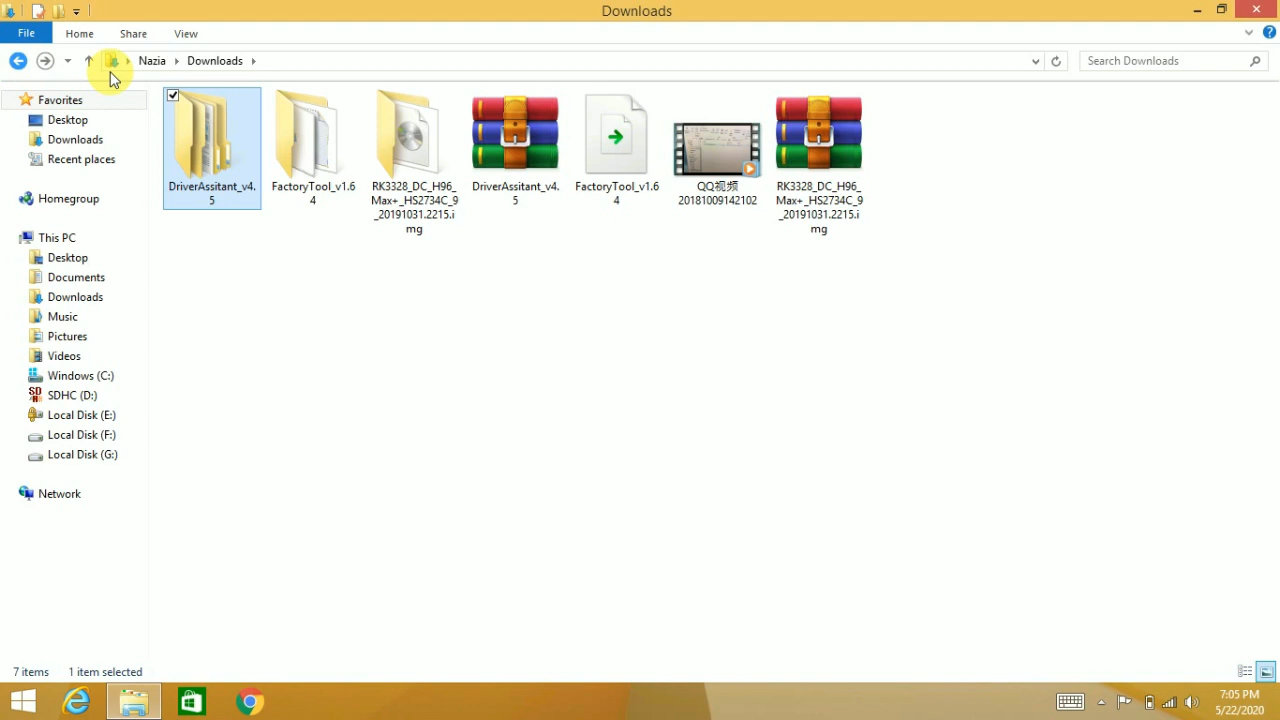 Downloads
File
Home
Share
View
Nazia
Downloads
Search Downloads
Favorites
Desktop
Downloads
Recent places
Homegroup
This PC
Desktop
Documents
Downloads
Music
Pictures
Videos
Windows (C:)
SDHC (D:)
Local Disk (E:)
Local Disk (F:)
Local Disk (G:)
Network
DriverAssitant_v4.
5
FactoryTool_v1.6
4
RK3328_DC_H96_
Max+_HS2734C_9
_20191031.2215.i
mg
DriverAssitant_v4.
5
FactoryTool_v1.6
4
QQ视频
20181009142102
RK3328_DC_H96_
Max+_HS2734C_9
_20191031.2215.i
mg
7 items
1 item selected
7:05 PM
5/22/2020